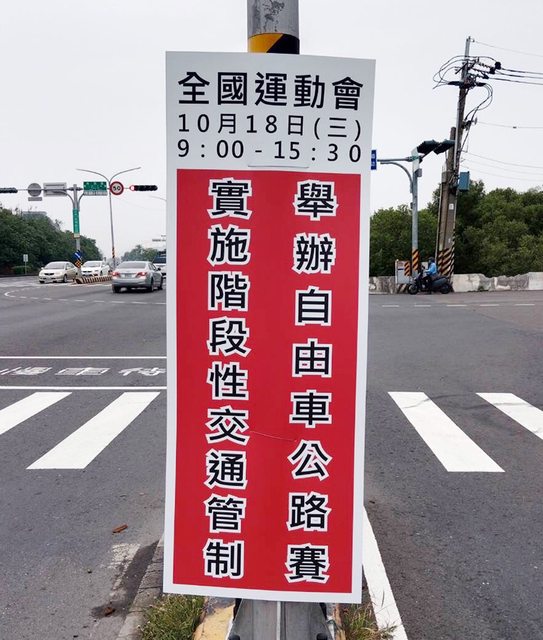 全國運動會
10月18日(三)
9:00-15:30
舉辦自由車公路賽
實施階段性交通管制
50